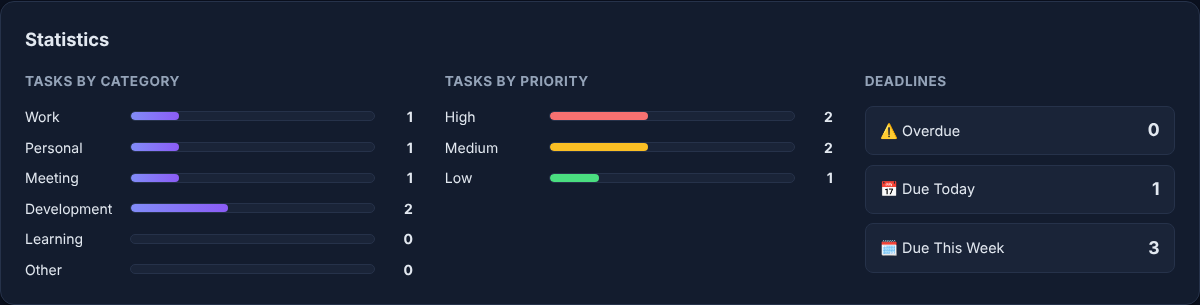 Statistics
TASKS BY CATEGORY
Work 1
Personal 1
Meeting 1
Development 2
Learning 0
Other 0
TASKS BY PRIORITY
High 2
Medium 2
Low 1
DEADLINES
⚠️ Overdue 0
📅 Due Today 1
🗓️ Due This Week 3